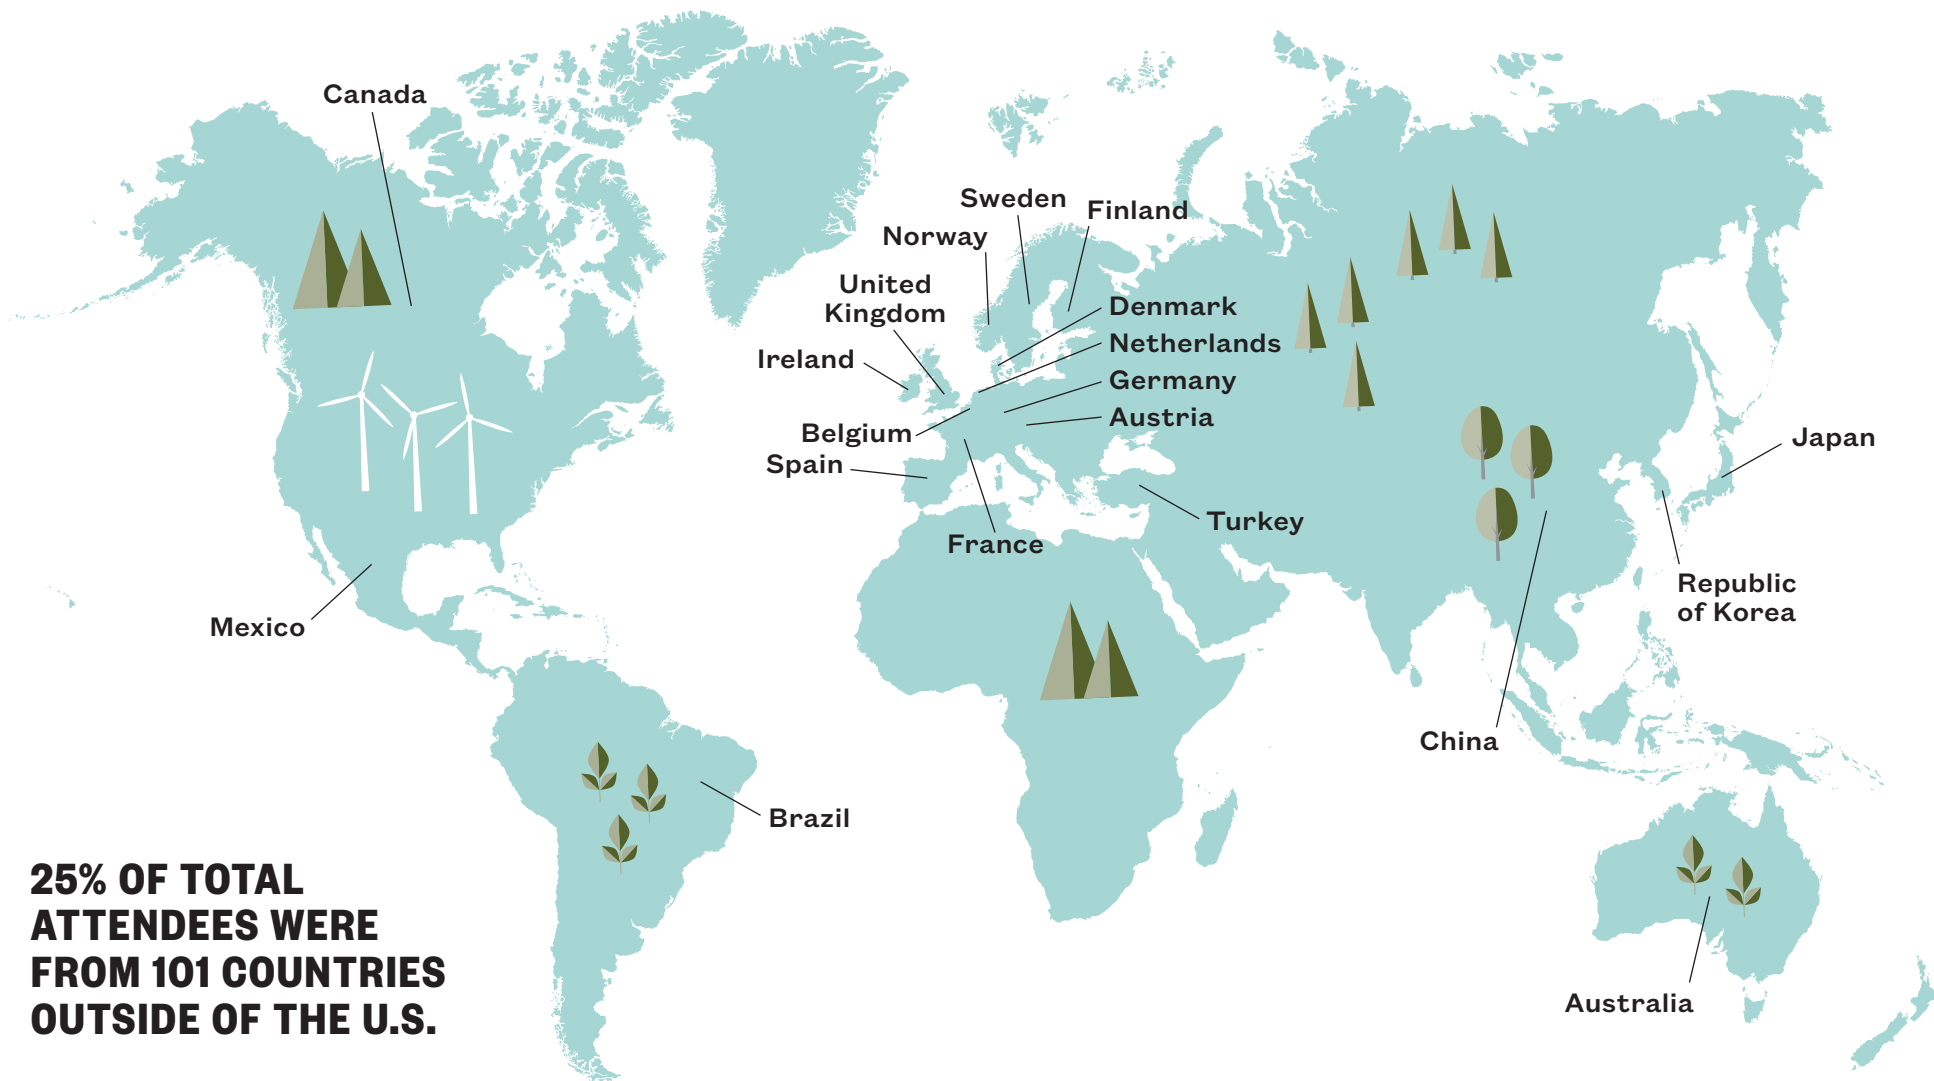 Canada
Sweden
Finland
Norway
United
Kingdom
Denmark
Netherlands
Ireland
Germany
Austria
Belgium
Spain
Japan
Turkey
France
Republic
of Korea
Mexico
China
Brazil
25% OF TOTAL
ATTENDEES WERE
FROM 101 COUNTRIES
OUTSIDE OF THE U.S.
Australia